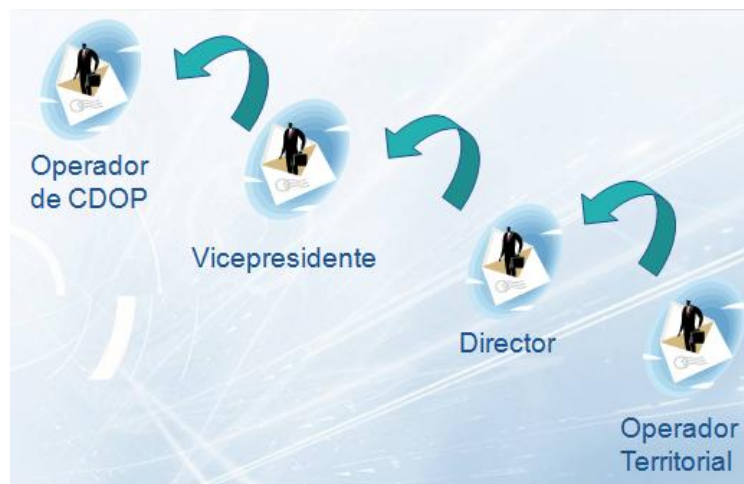 Operador
de CDOP
Vicepresidente
Director
Operador
Territorial